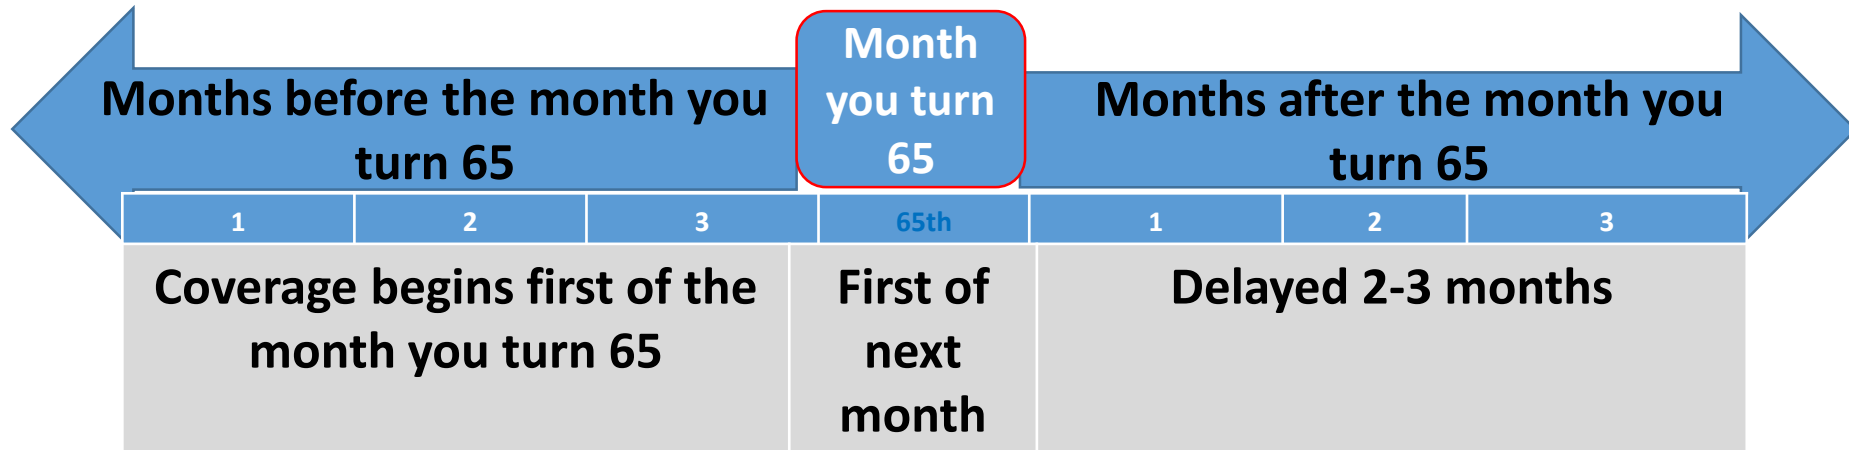 Months before the month you
turn 65
Month
you turn
65
Months after the month you
turn 65
1 2 3 65th 1 2 3
Coverage begins first of the
month you turn 65
First of
next
month
Delayed 2-3 months